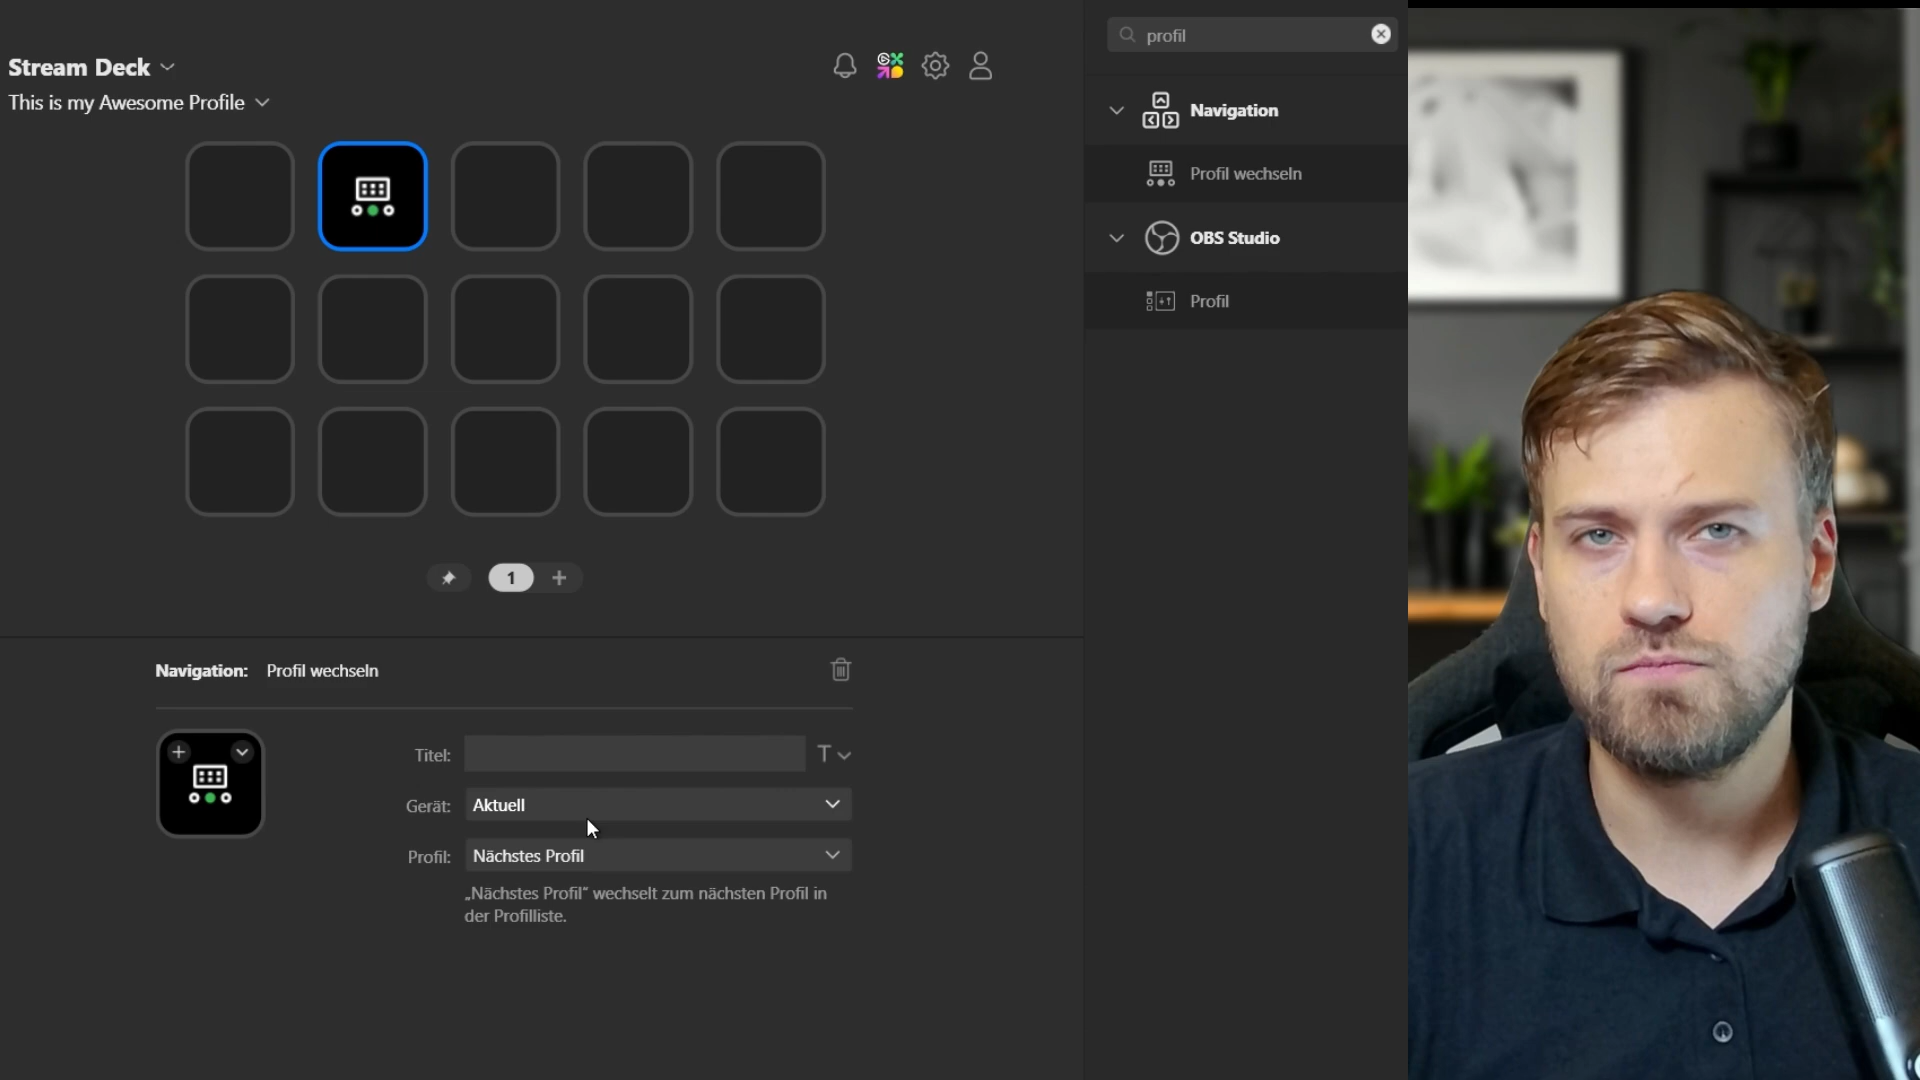 Stream Deck
This is my Awesome Profile
1
Navigation: Profil wechseln
Titel:
T
Gerät: Aktuell
Profil: Nächstes Profil
„Nächstes Profil“ wechselt zum nächsten Profil in
der Profilliste.
profil
Navigation
Profil wechseln
OBS Studio
Profil